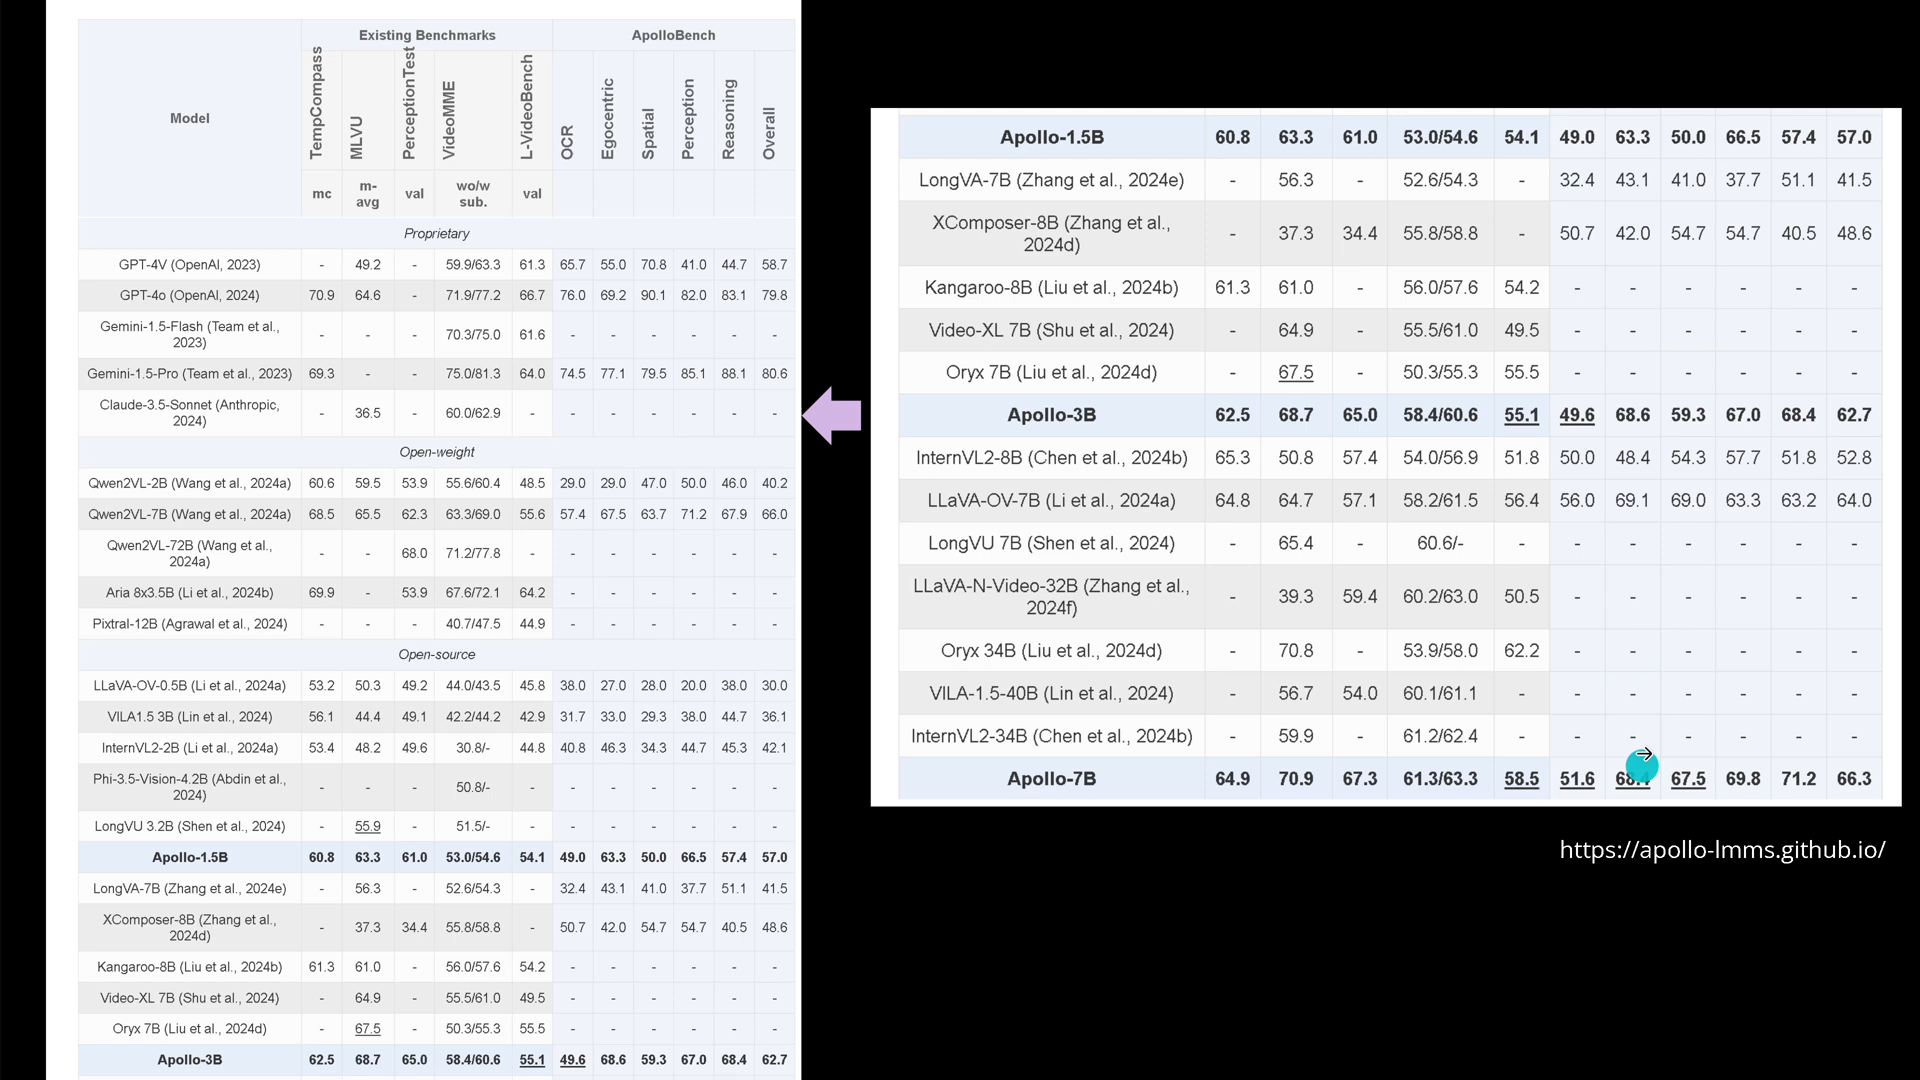 Existing Benchmarks ApolloBench
Model TempCompass MLVU PerceptionTest VideoMME L-VideoBench OCR Egocentric Spatial Perception Reasoning Overall
mc m-avg val wo/w sub. val
Proprietary
GPT-4V (OpenAI, 2023) - 49.2 - 59.9/63.3 61.3 65.7 55.0 70.8 41.0 44.7 58.7
GPT-4o (OpenAI, 2024) 70.9 64.6 - 71.9/77.2 66.7 76.0 69.2 90.1 82.0 83.1 79.8
Gemini-1.5-Flash (Team et al., 2023) - - - 70.3/75.0 61.6 - - - - - -
Gemini-1.5-Pro (Team et al., 2023) 69.3 - - 75.0/81.3 64.0 74.5 77.1 79.5 85.1 88.1 80.6
Claude-3.5-Sonnet (Anthropic, 2024) - 36.5 - 60.0/62.9 - - - - - - -
Open-weight
Qwen2VL-2B (Wang et al., 2024a) 60.6 59.5 53.9 55.6/60.4 48.5 29.0 29.0 47.0 50.0 46.0 40.2
Qwen2VL-7B (Wang et al., 2024a) 68.5 65.5 62.3 63.3/69.0 55.6 57.4 67.5 63.7 71.2 67.9 66.0
Qwen2VL-72B (Wang et al., 2024a) - - 68.0 71.2/77.8 - - - - - - -
Aria 8x3.5B (Li et al., 2024b) 69.9 - 53.9 67.6/72.1 64.2 - - - - - -
Pixtral-12B (Agrawal et al., 2024) - - - 40.7/47.5 44.9 - - - - - -
Open-source
LLaVA-OV-0.5B (Li et al., 2024a) 53.2 50.3 49.2 44.0/43.5 45.8 38.0 27.0 28.0 20.0 38.0 30.0
VILA1.5 3B (Lin et al., 2024) 56.1 44.4 49.1 42.2/44.2 42.9 31.7 33.0 29.3 38.0 44.7 36.1
InternVL2-2B (Li et al., 2024a) 53.4 48.2 49.6 30.8/- 44.8 40.8 46.3 34.3 44.7 45.3 42.1
Phi-3.5-Vision-4.2B (Abdin et al., 2024) - - - 50.8/- - - - - - - -
LongVU 3.2B (Shen et al., 2024) - 55.9 - 51.5/- - - - - - - -
Apollo-1.5B 60.8 63.3 61.0 53.0/54.6 54.1 49.0 63.3 50.0 66.5 57.4 57.0
LongVA-7B (Zhang et al., 2024e) - 56.3 - 52.6/54.3 - 32.4 43.1 41.0 37.7 51.1 41.5
XComposer-8B (Zhang et al., 2024d) - 37.3 34.4 55.8/58.8 - 50.7 42.0 54.7 54.7 40.5 48.6
Kangaroo-8B (Liu et al., 2024b) 61.3 61.0 - 56.0/57.6 54.2 - - - - - -
Video-XL 7B (Shu et al., 2024) - 64.9 - 55.5/61.0 49.5 - - - - - -
Oryx 7B (Liu et al., 2024d) - 67.5 - 50.3/55.3 55.5 - - - - - -
Apollo-3B 62.5 68.7 65.0 58.4/60.6 55.1 49.6 68.6 59.3 67.0 68.4 62.7
Apollo-1.5B 60.8 63.3 61.0 53.0/54.6 54.1 49.0 63.3 50.0 66.5 57.4 57.0
LongVA-7B (Zhang et al., 2024e) - 56.3 - 52.6/54.3 - 32.4 43.1 41.0 37.7 51.1 41.5
XComposer-8B (Zhang et al., 2024d) - 37.3 34.4 55.8/58.8 - 50.7 42.0 54.7 54.7 40.5 48.6
Kangaroo-8B (Liu et al., 2024b) 61.3 61.0 - 56.0/57.6 54.2 - - - - - -
Video-XL 7B (Shu et al., 2024) - 64.9 - 55.5/61.0 49.5 - - - - - -
Oryx 7B (Liu et al., 2024d) - 67.5 - 50.3/55.3 55.5 - - - - - -
Apollo-3B 62.5 68.7 65.0 58.4/60.6 55.1 49.6 68.6 59.3 67.0 68.4 62.7
InternVL2-8B (Chen et al., 2024b) 65.3 50.8 57.4 54.0/56.9 51.8 50.0 48.4 54.3 57.7 51.8 52.8
LLaVA-OV-7B (Li et al., 2024a) 64.8 64.7 57.1 58.2/61.5 56.4 56.0 69.1 69.0 63.3 63.2 64.0
LongVU 7B (Shen et al., 2024) - 65.4 - 60.6/- - - - - - - -
LLaVA-N-Video-32B (Zhang et al., 2024f) - 39.3 59.4 60.2/63.0 50.5 - - - - - -
Oryx 34B (Liu et al., 2024d) - 70.8 - 53.9/58.0 62.2 - - - - - -
VILA-1.5-40B (Lin et al., 2024) - 56.7 54.0 60.1/61.1 - - - - - - -
InternVL2-34B (Chen et al., 2024b) - 59.9 - 61.2/62.4 - - - - - - -
Apollo-7B 64.9 70.9 67.3 61.3/63.3 58.5 51.6 68.4 67.5 69.8 71.2 66.3
https://apollo-lmms.github.io/